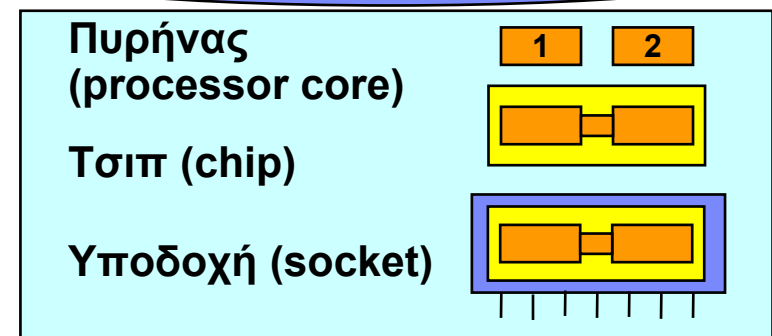 Πυρήνας
(processor core)
1 2
Τσιπ (chip)
Υποδοχή (socket)